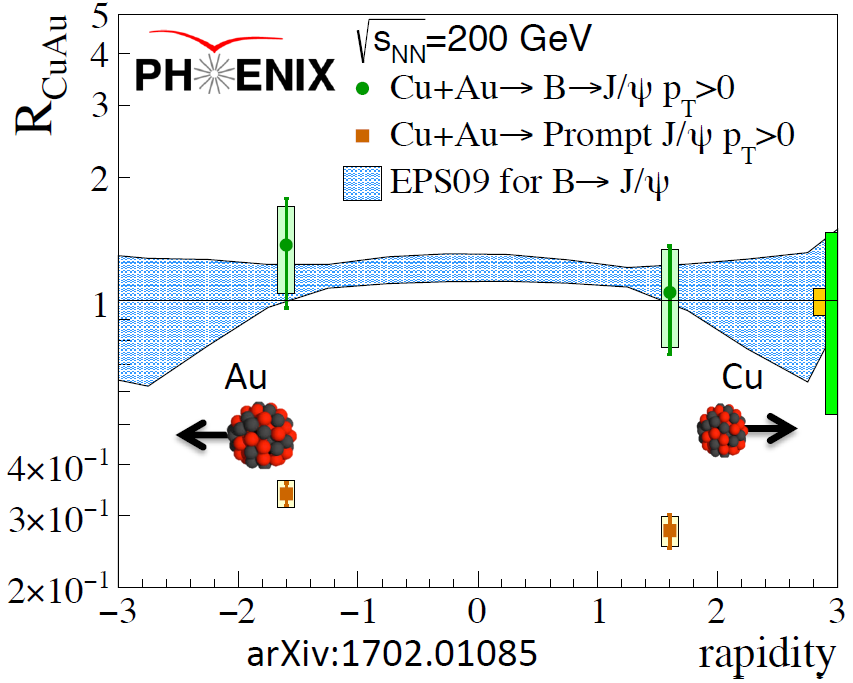 5
4
3
2
1
4×10⁻¹
3×10⁻¹
2×10⁻¹
R_CuAu
PHENIX
√s_NN=200 GeV
Cu+Au→ B→J/ψ p_T>0
Cu+Au→ Prompt J/ψ p_T>0
EPS09 for B→ J/ψ
Au
Cu
−3 −2 −1 0 1 2 3
arXiv:1702.01085
rapidity